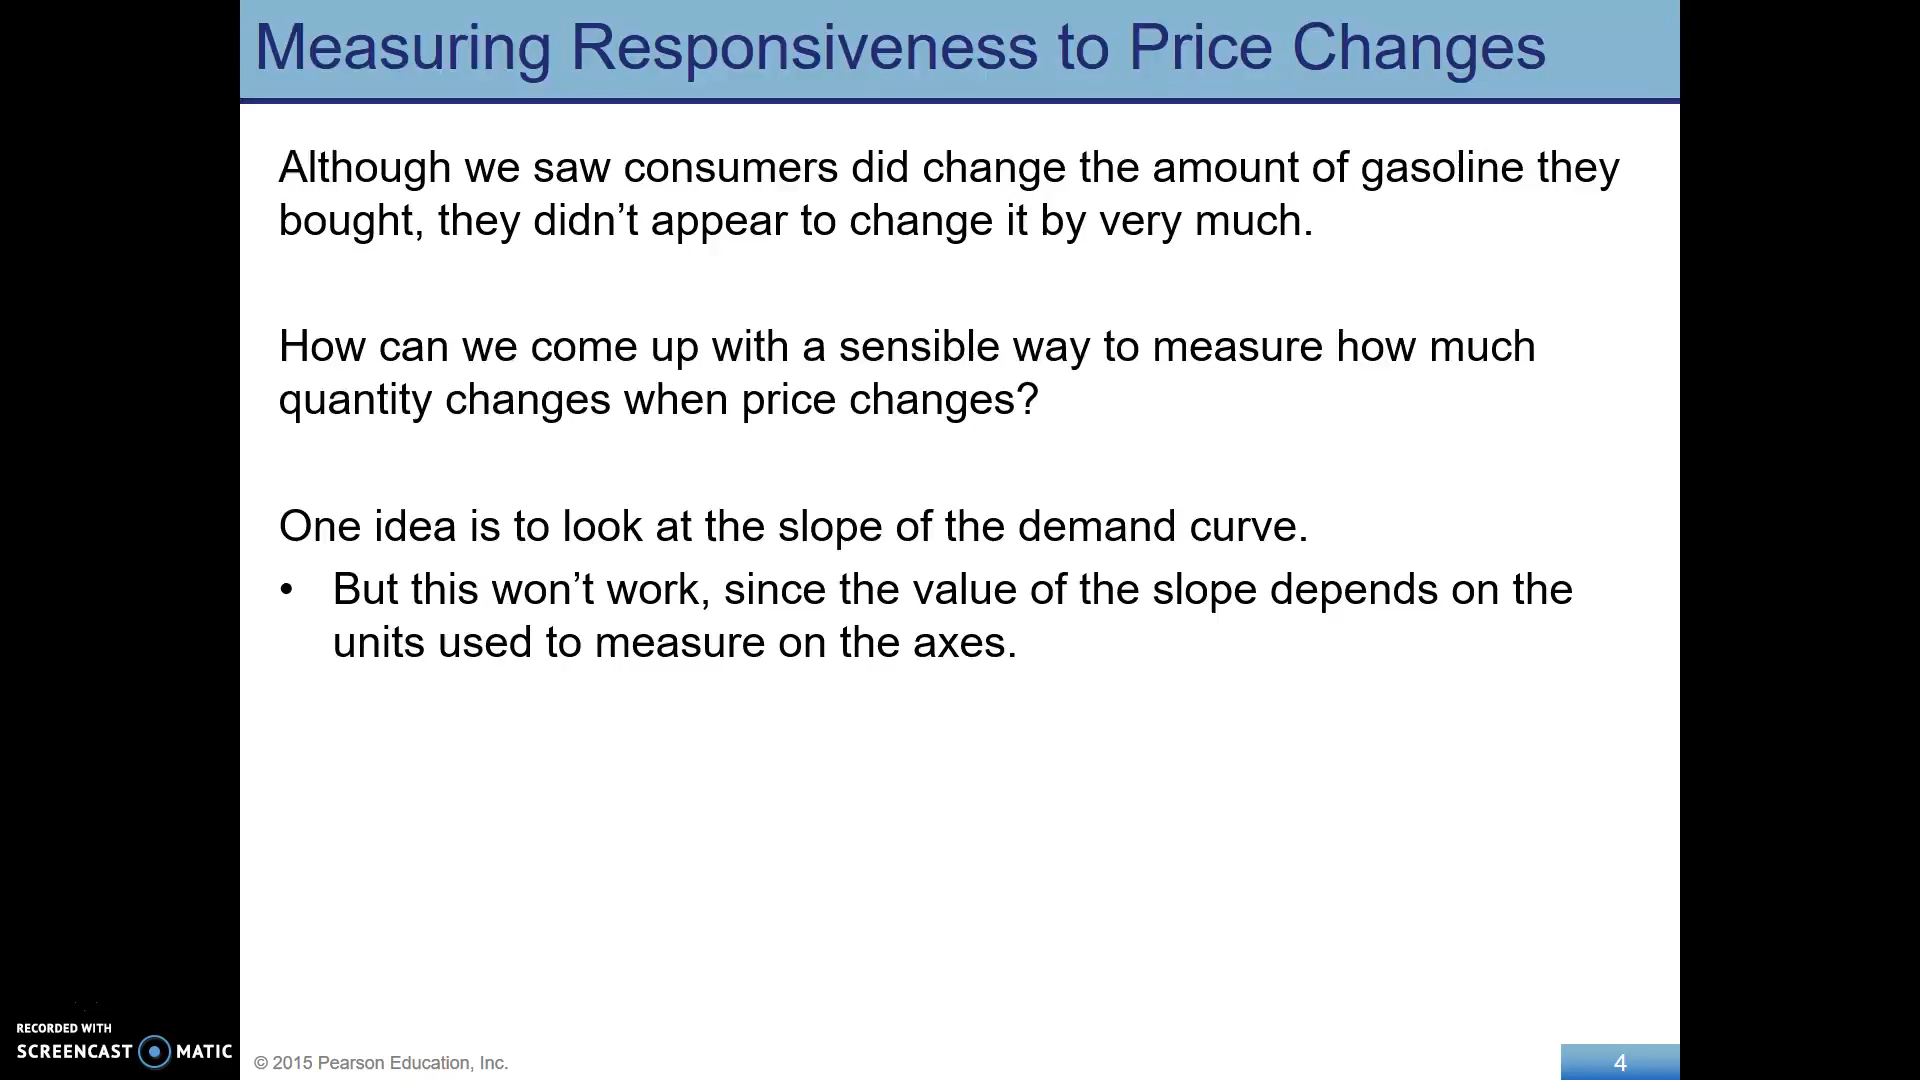 Measuring Responsiveness to Price Changes
Although we saw consumers did change the amount of gasoline they
bought, they didn’t appear to change it by very much.
How can we come up with a sensible way to measure how much
quantity changes when price changes?
One idea is to look at the slope of the demand curve.
• But this won’t work, since the value of the slope depends on the
units used to measure on the axes.
RECORDED WITH
SCREENCAST MATIC
© 2015 Pearson Education, Inc.
4